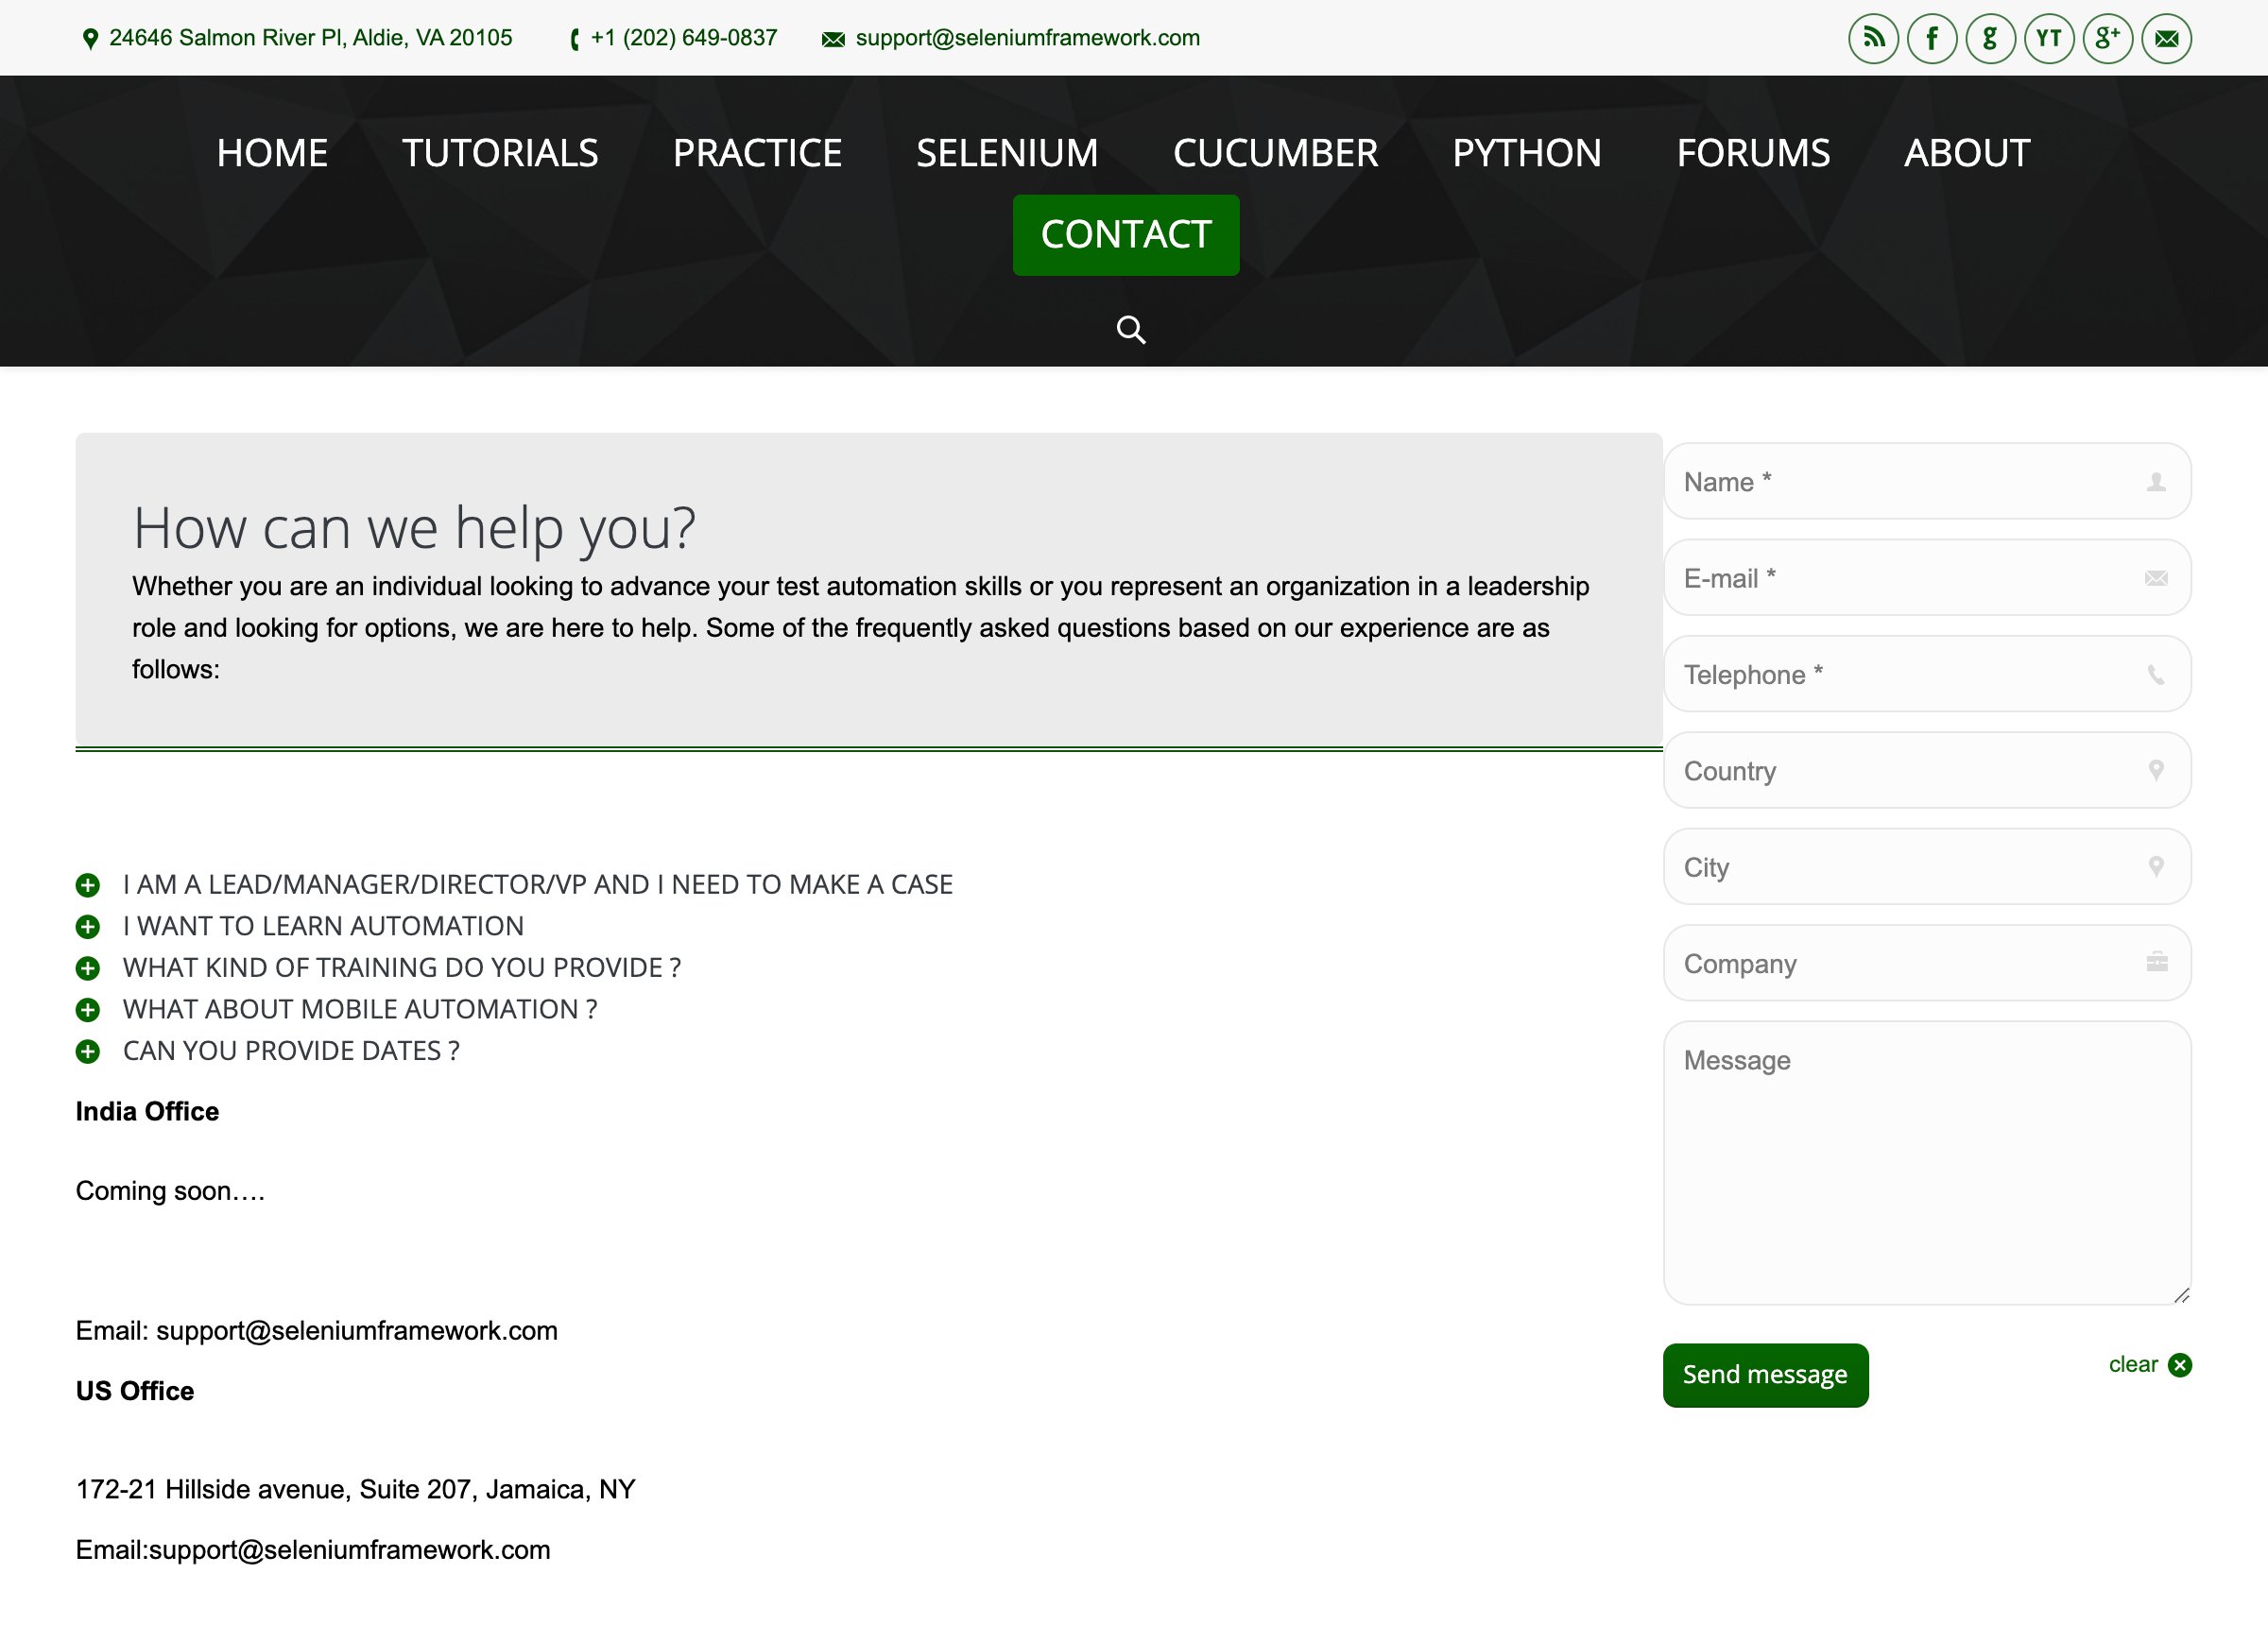 24646 Salmon River Pl, Aldie, VA 20105 +1 (202) 649-0837 support@seleniumframework.com f g YT g+
HOME TUTORIALS PRACTICE SELENIUM CUCUMBER PYTHON FORUMS ABOUT
CONTACT
How can we help you?
Whether you are an individual looking to advance your test automation skills or you represent an organization in a leadership
role and looking for options, we are here to help. Some of the frequently asked questions based on our experience are as
follows:
I AM A LEAD/MANAGER/DIRECTOR/VP AND I NEED TO MAKE A CASE
I WANT TO LEARN AUTOMATION
WHAT KIND OF TRAINING DO YOU PROVIDE ?
WHAT ABOUT MOBILE AUTOMATION ?
CAN YOU PROVIDE DATES ?
India Office
Coming soon….
Email: support@seleniumframework.com
US Office
172-21 Hillside avenue, Suite 207, Jamaica, NY
Email:support@seleniumframework.com
Name *
E-mail *
Telephone *
Country
City
Company
Message
Send message clear